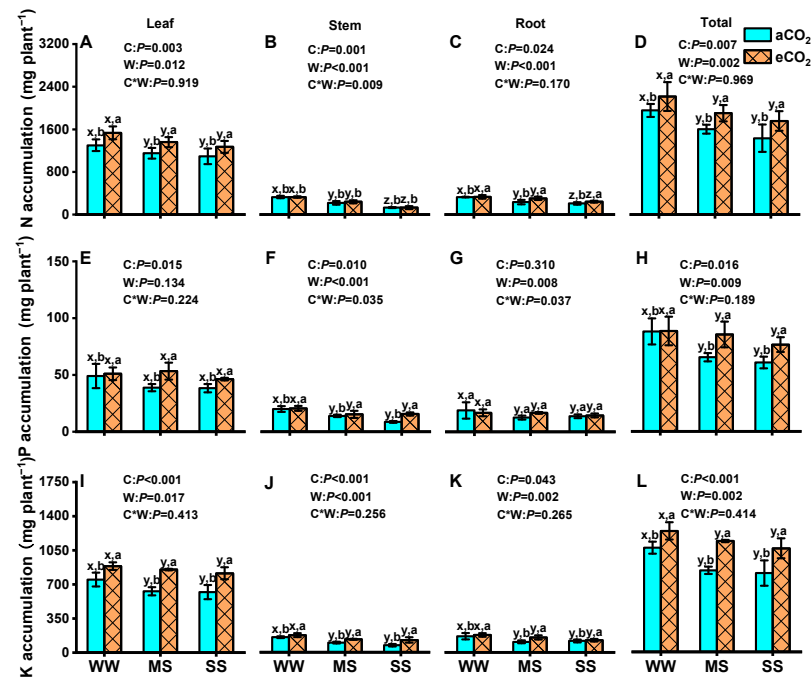 Leaf Stem Root Total
aCO₂
eCO₂
N accumulation (mg plant⁻¹)
3200
2400
1600
800
0
A
C:P=0.003
W:P=0.012
C*W:P=0.919
x,b x,a y,b y,a y,b y,a
B
C:P=0.001
W:P<0.001
C*W:P=0.009
x,b x,b y,b y,b z,b z,b
C
C:P=0.024
W:P<0.001
C*W:P=0.170
x,b x,a y,b y,a z,b z,a
D
C:P=0.007
W:P=0.002
C*W:P=0.969
x,b x,a y,b y,a y,b y,a
P accumulation (mg plant⁻¹)
150
100
50
0
E
C:P=0.015
W:P=0.134
C*W:P=0.224
x,b x,a x,b x,a x,b x,a
F
C:P=0.010
W:P<0.001
C*W:P=0.035
x,b x,a y,b y,a y,b y,a
G
C:P=0.310
W:P=0.008
C*W:P=0.037
x,a x,a y,a y,a y,a y,a
H
C:P=0.016
W:P=0.009
C*W:P=0.189
x,b x,a y,b y,a y,b y,a
K accumulation (mg plant⁻¹)
1750
1400
1050
700
350
0
I
C:P<0.001
W:P=0.017
C*W:P=0.413
x,b x,a y,b y,a y,b y,a
J
C:P<0.001
W:P<0.001
C*W:P=0.256
x,b x,a y,b y,a y,b y,a
K
C:P=0.043
W:P=0.002
C*W:P=0.265
x,b x,a y,b y,a y,b y,a
L
C:P<0.001
W:P=0.002
C*W:P=0.414
x,b x,a y,b y,a y,b y,a
WW MS SS WW MS SS WW MS SS WW MS SS